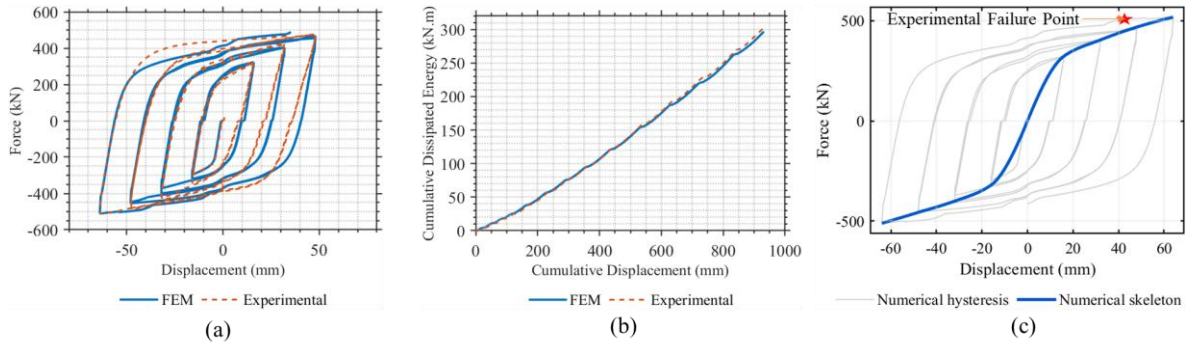 600
400
200
0
-200
-400
-600
Force (kN)
-50 0 50
Displacement (mm)
FEM Experimental
(a)
300
250
200
150
100
50
0
Cumulative Dissipated Energy (kN.m)
0 200 400 600 800 1000
Cumulative Displacement (mm)
FEM Experimental
(b)
Experimental Failure Point
500
0
-500
Force (kN)
-60 -40 -20 0 20 40 60
Displacement (mm)
Numerical hysteresis Numerical skeleton
(c)